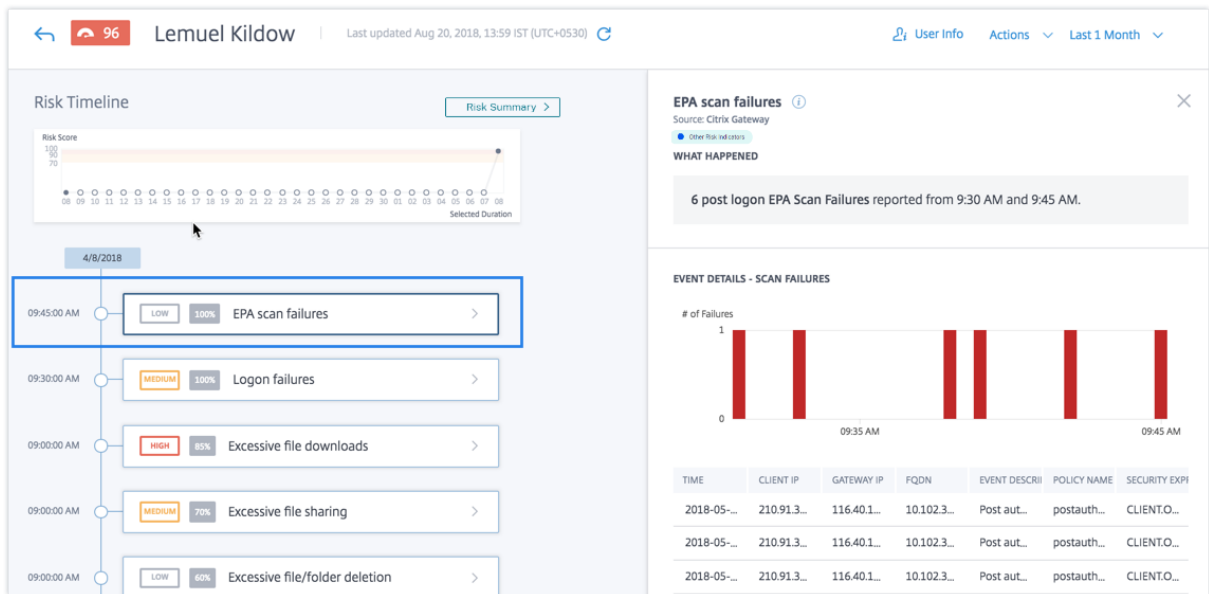 96 Lemuel Kildow Last updated Aug 20, 2018, 13:59 IST (UTC+0530) User Info Actions Last 1 Month
Risk Timeline
Risk Summary >
Risk Score
100
90
70
08 09 10 11 12 13 14 15 16 17 18 19 20 21 22 23 24 25 26 27 28 29 30 01 02 03 04 05 06 07 08
Selected Duration
4/8/2018
09:45:00 AM LOW 100% EPA scan failures
09:30:00 AM MEDIUM 100% Logon failures
09:00:00 AM HIGH 85% Excessive file downloads
09:00:00 AM MEDIUM 70% Excessive file sharing
09:00:00 AM LOW 60% Excessive file/folder deletion
EPA scan failures
Source: Citrix Gateway
Other Risk Indicators
WHAT HAPPENED
6 post logon EPA Scan Failures reported from 9:30 AM and 9:45 AM.
EVENT DETAILS - SCAN FAILURES
# of Failures
1
0
09:35 AM 09:45 AM
TIME CLIENT IP GATEWAY IP FQDN EVENT DESCRI POLICY NAME SECURITY EXPR
2018-05-... 210.91.3... 116.40.1... 10.102.3... Post aut... postauth... CLIENT.O...
2018-05-... 210.91.3... 116.40.1... 10.102.3... Post aut... postauth... CLIENT.O...
2018-05-... 210.91.3... 116.40.1... 10.102.3... Post aut... postauth... CLIENT.O...